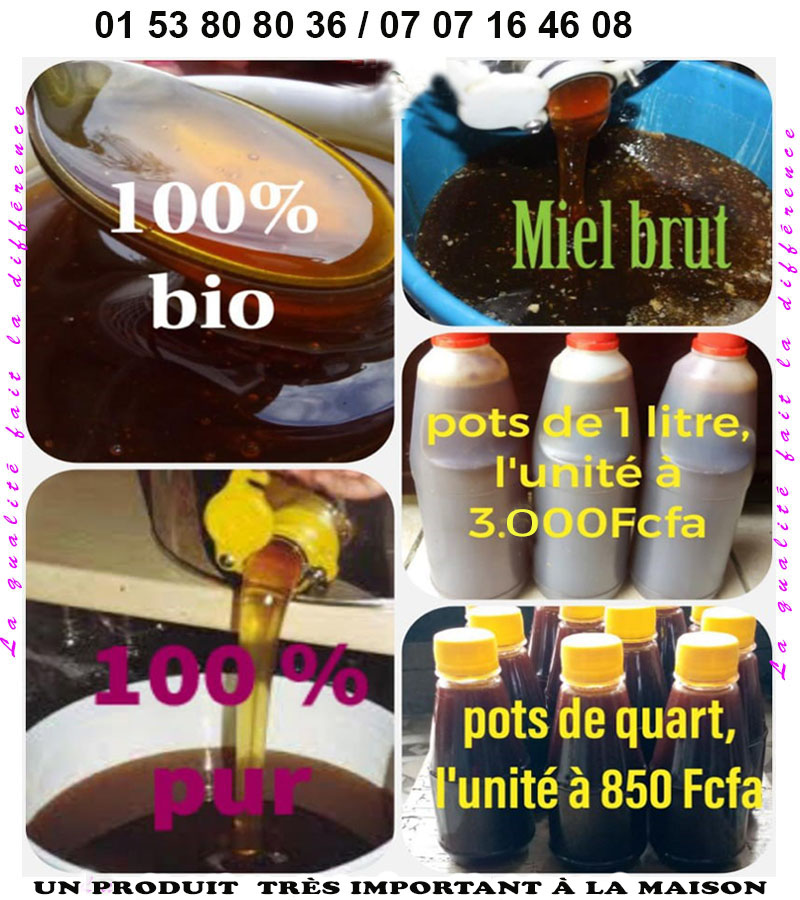 01 53 80 80 36 / 07 07 16 46 08
La qualité fait la différence
100%
bio
Miel brut
La qualité fait la différence
pots de 1 litre,
l'unité à
3.000Fcfa
100 %
pur
pots de quart,
l'unité à 850 Fcfa
UN PRODUIT TRÈS IMPORTANT À LA MAISON